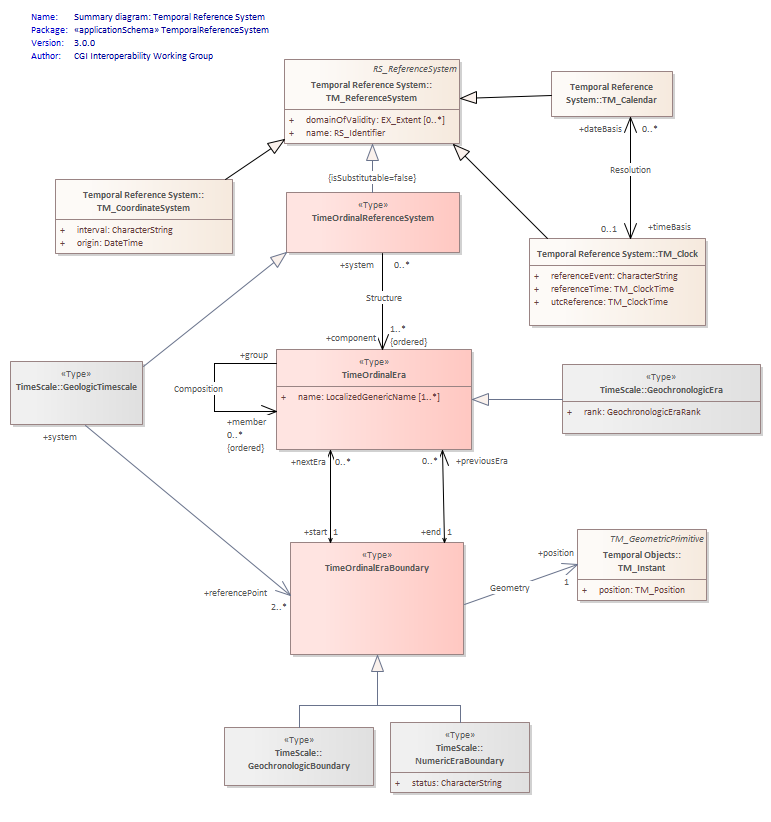 Name: Summary diagram: Temporal Reference System
Package: «applicationSchema» TemporalReferenceSystem
Version: 3.0.0
Author: CGI Interoperability Working Group
RS_ReferenceSystem
Temporal Reference System::
TM_ReferenceSystem
+ domainOfValidity: EX_Extent [0..*]
+ name: RS_Identifier
Temporal Reference
System::TM_Calendar
+dateBasis 0..*
Resolution
0..1 +timeBasis
Temporal Reference System::
TM_CoordinateSystem
+ interval: CharacterString
+ origin: DateTime
{isSubstitutable=false}
«Type»
TimeOrdinalReferenceSystem
Temporal Reference System::TM_Clock
+ referenceEvent: CharacterString
+ referenceTime: TM_ClockTime
+ utcReference: TM_ClockTime
+system 0..*
Structure
1..*
+component {ordered}
«Type»
TimeScale::GeologicTimescale
+system
+group
Composition
+member
0..*
{ordered}
«Type»
TimeOrdinalEra
+ name: LocalizedGenericName [1..*]
«Type»
TimeScale::GeochronologicEra
+ rank: GeochronologicEraRank
+nextEra 0..* 0..* +previousEra
+start 1 +end 1
«Type»
TimeOrdinalEraBoundary
+referencePoint
2..*
Geometry
+position
1
TM_GeometricPrimitive
Temporal Objects::
TM_Instant
+ position: TM_Position
«Type»
TimeScale::
GeochronologicBoundary
«Type»
TimeScale::
NumericEraBoundary
+ status: CharacterString